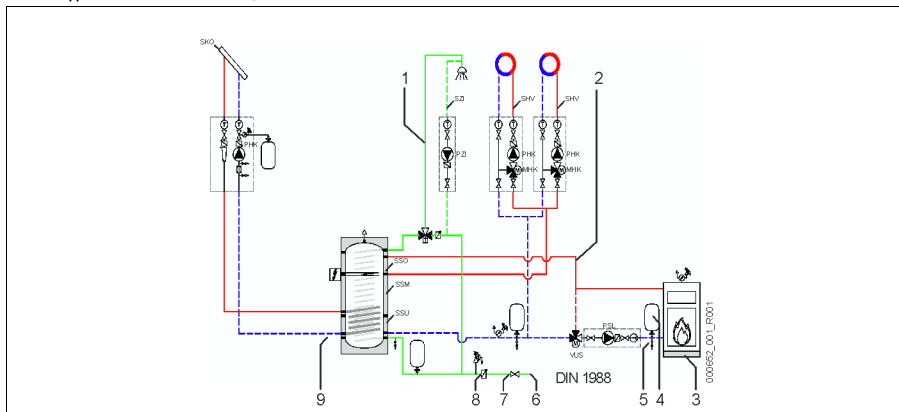 SKO
1
2
SZI
SHV
SHV
PHK
PZI
PHK
PHK
MHK
MHK
SSO
SSM
SSU
PSL
VUS
DIN 1988
000652_001_R001
9
8
7
6
5
4
3